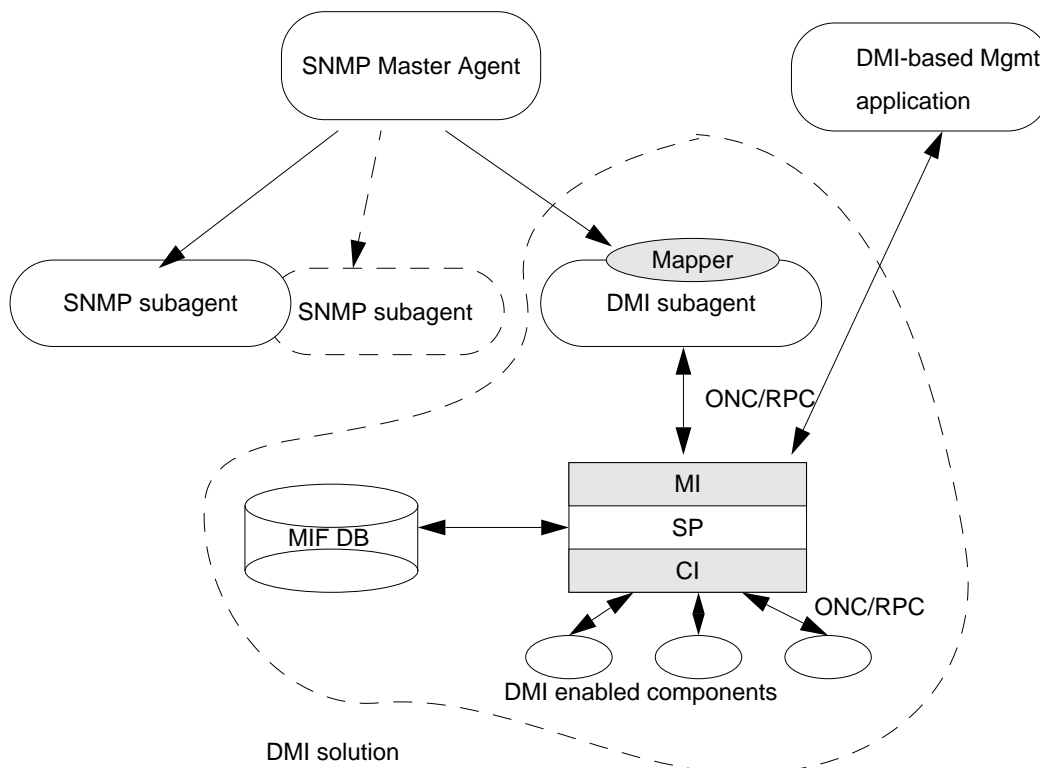 SNMP Master Agent
DMI-based Mgmt
application
Mapper
SNMP subagent
SNMP subagent
DMI subagent
ONC/RPC
MI
MIF DB
SP
CI
ONC/RPC
DMI enabled components
DMI solution